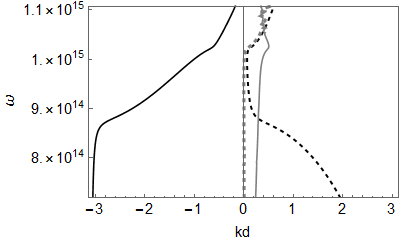 1.1×10¹⁵
1.×10¹⁵
9.×10¹⁴
8.×10¹⁴
ω
−3 −2 −1 0 1 2 3
kd